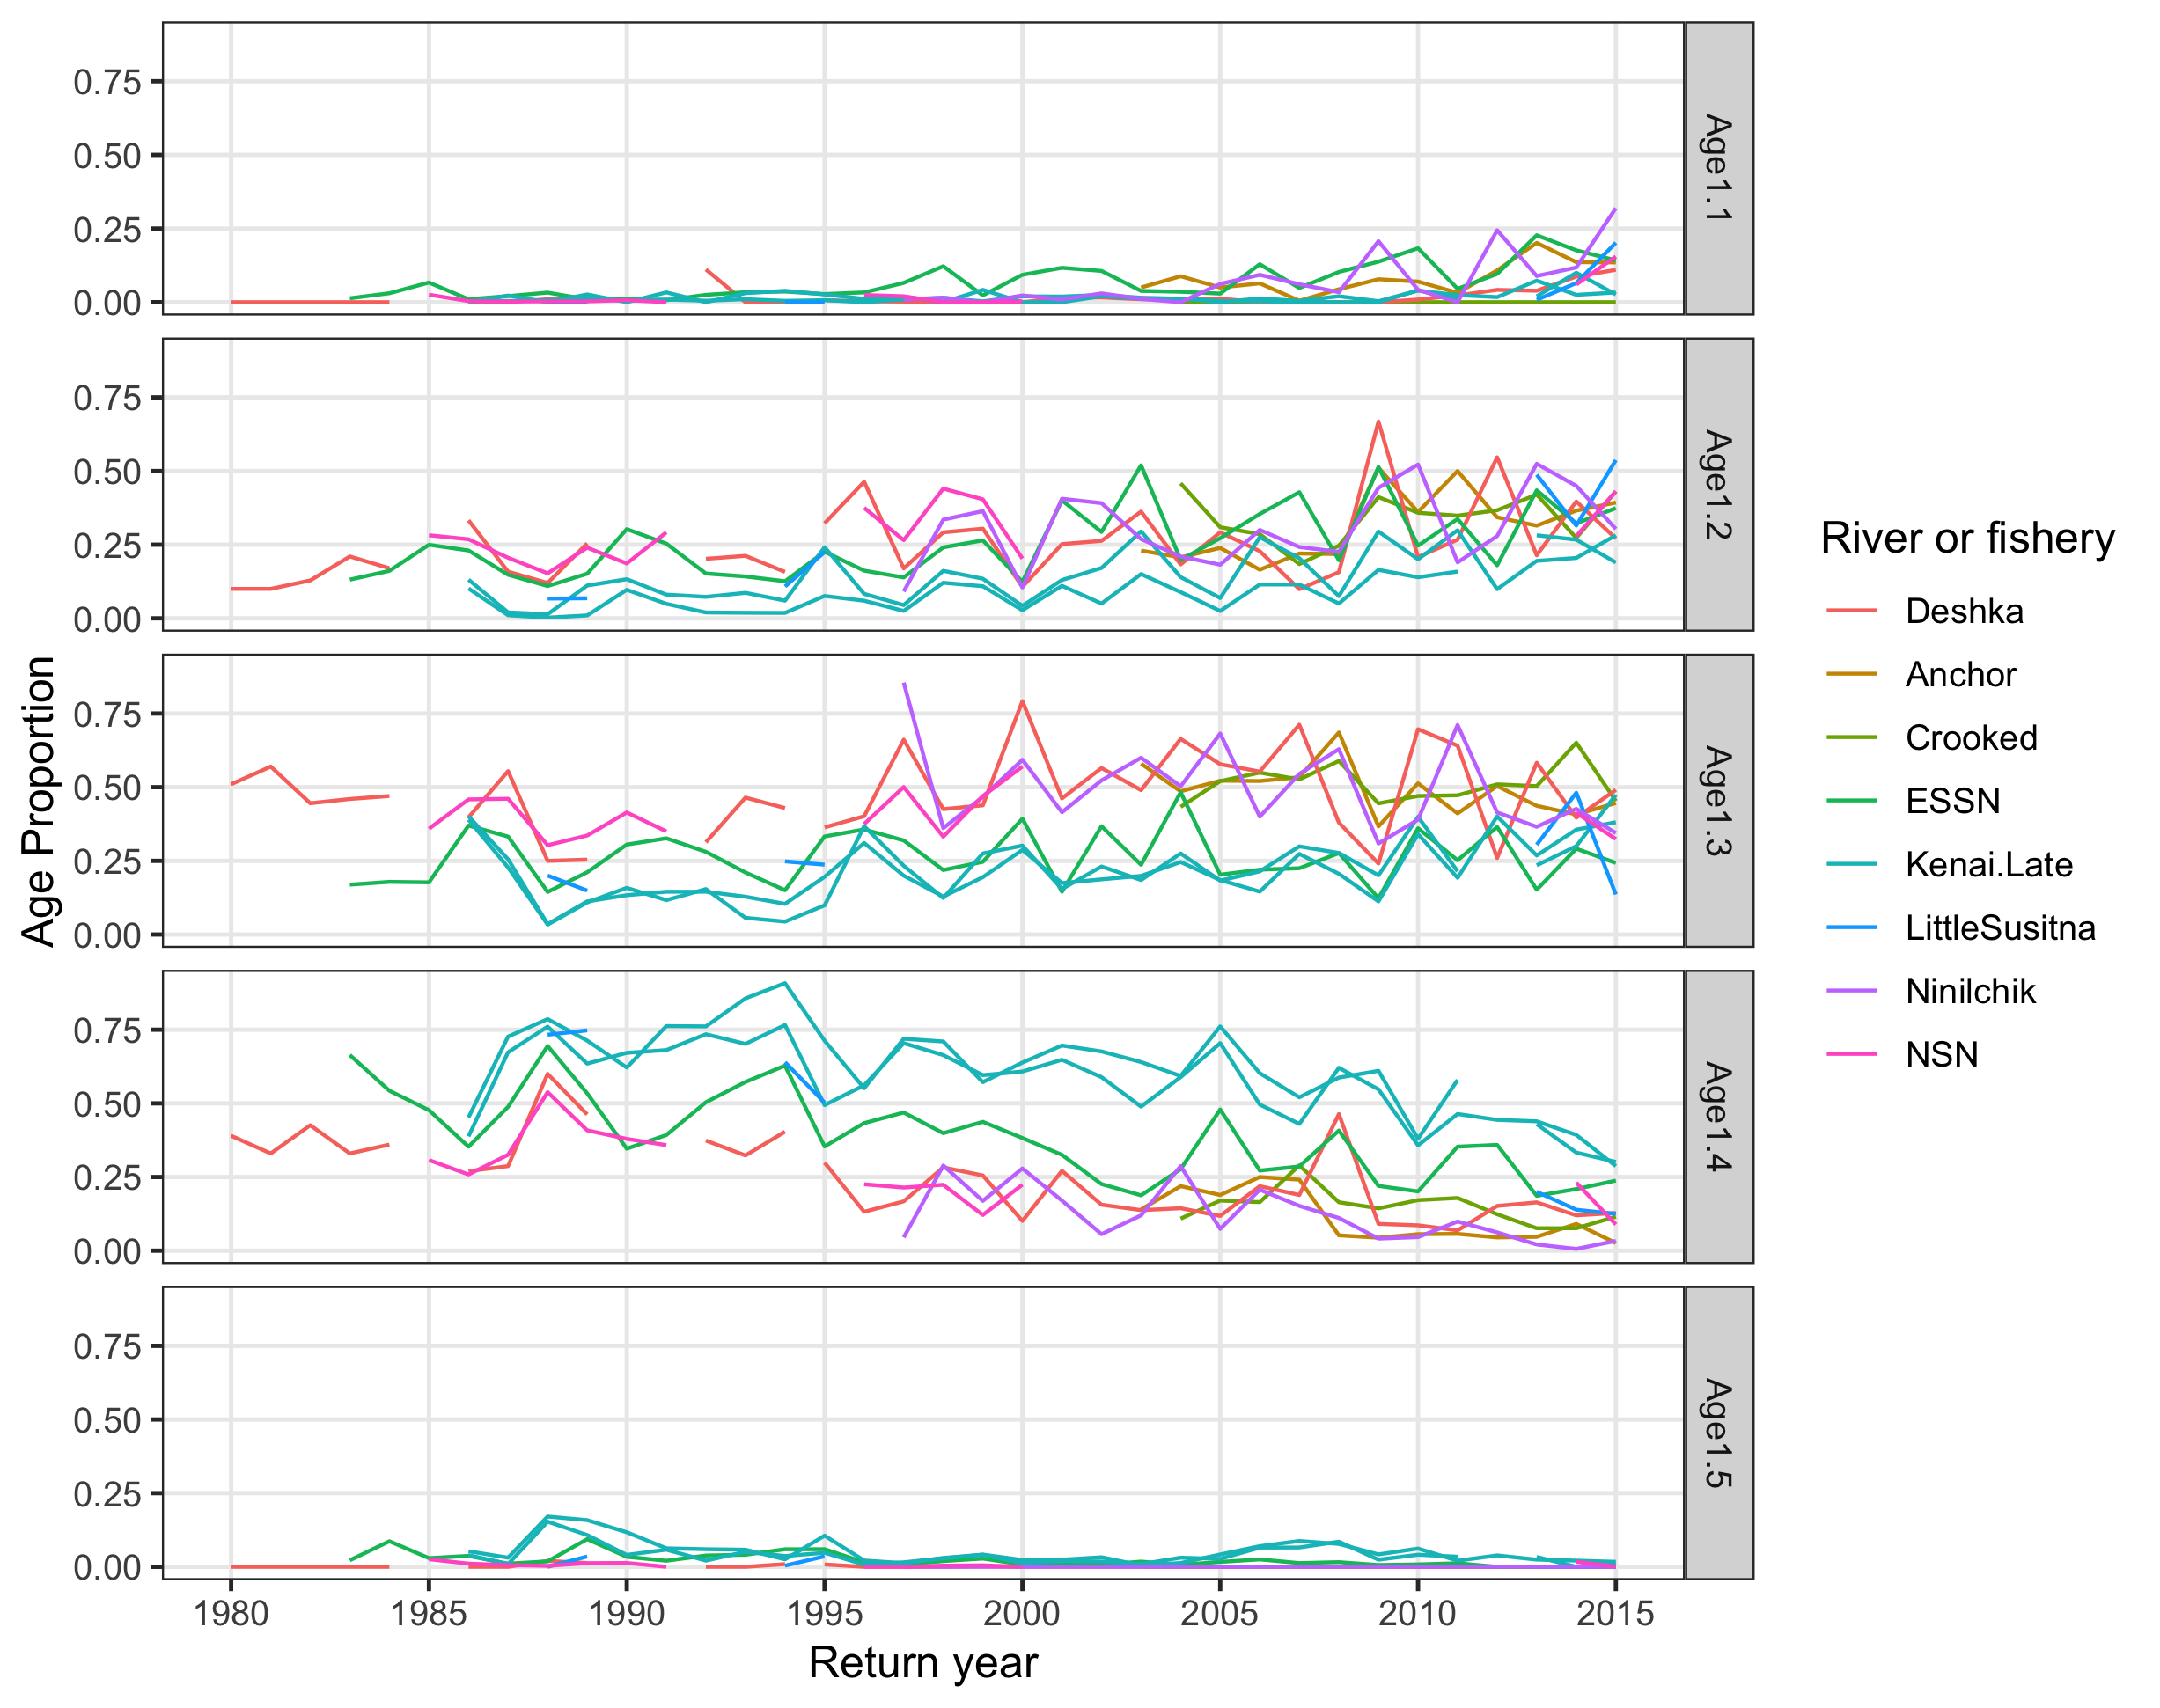 0.75
0.50
0.25
0.00
Age1.1
0.75
0.50
0.25
0.00
Age1.2
0.75
0.50
0.25
0.00
Age1.3
0.75
0.50
0.25
0.00
Age1.4
0.75
0.50
0.25
0.00
Age1.5
Age Proportion
1980 1985 1990 1995 2000 2005 2010 2015
Return year
River or fishery
Deshka
Anchor
Crooked
ESSN
Kenai.Late
LittleSusitna
Ninilchik
NSN